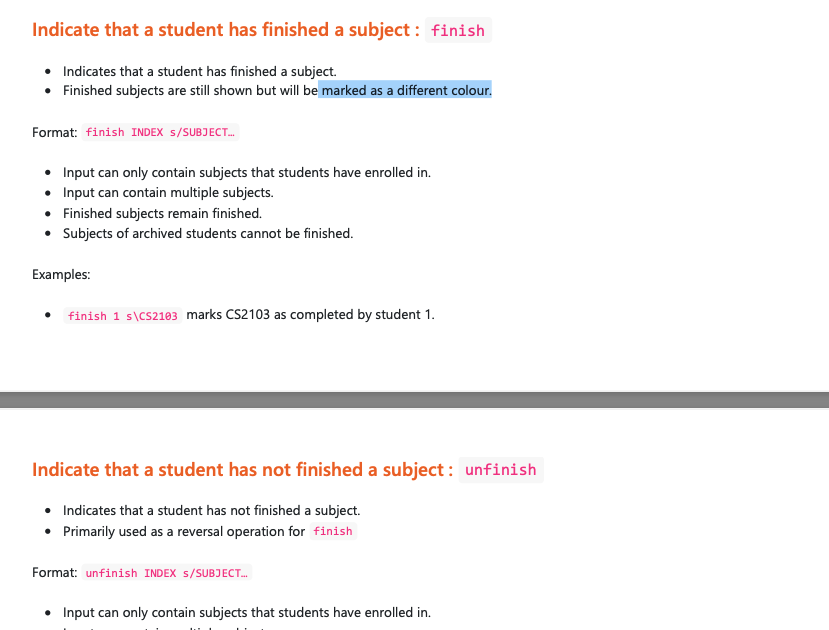 Indicate that a student has finished a subject : finish
• Indicates that a student has finished a subject.
• Finished subjects are still shown but will be marked as a different colour.
Format: finish INDEX s/SUBJECT…
• Input can only contain subjects that students have enrolled in.
• Input can contain multiple subjects.
• Finished subjects remain finished.
• Subjects of archived students cannot be finished.
Examples:
• finish 1 s\CS2103 marks CS2103 as completed by student 1.
Indicate that a student has not finished a subject : unfinish
• Indicates that a student has not finished a subject.
• Primarily used as a reversal operation for finish
Format: unfinish INDEX s/SUBJECT…
• Input can only contain subjects that students have enrolled in.